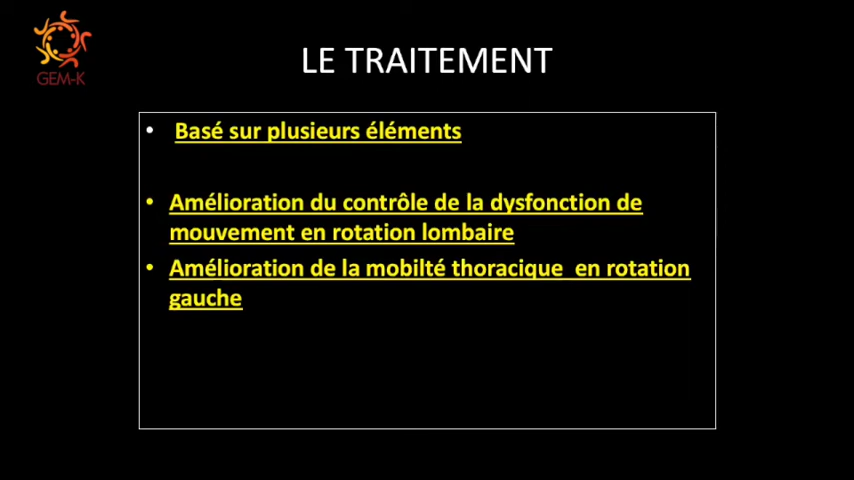 GEM-K
LE TRAITEMENT
• Basé sur plusieurs éléments
• Amélioration du contrôle de la dysfonction de
mouvement en rotation lombaire
• Amélioration de la mobilté thoracique en rotation
gauche